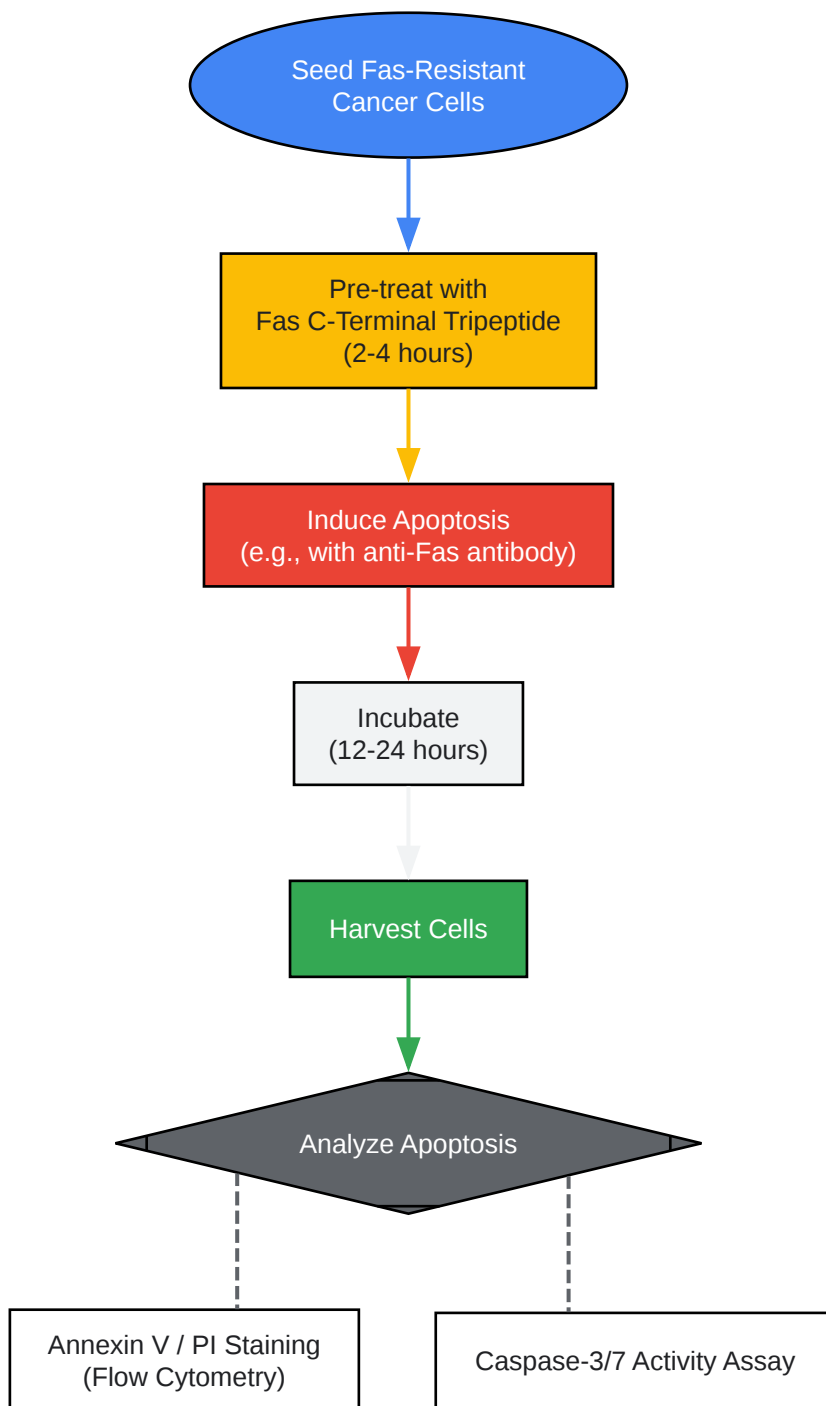 Seed Fas-Resistant
Cancer Cells
Pre-treat with
Fas C-Terminal Tripeptide
(2-4 hours)
Induce Apoptosis
(e.g., with anti-Fas antibody)
Incubate
(12-24 hours)
Harvest Cells
Analyze Apoptosis
Annexin V / PI Staining
(Flow Cytometry)
Caspase-3/7 Activity Assay